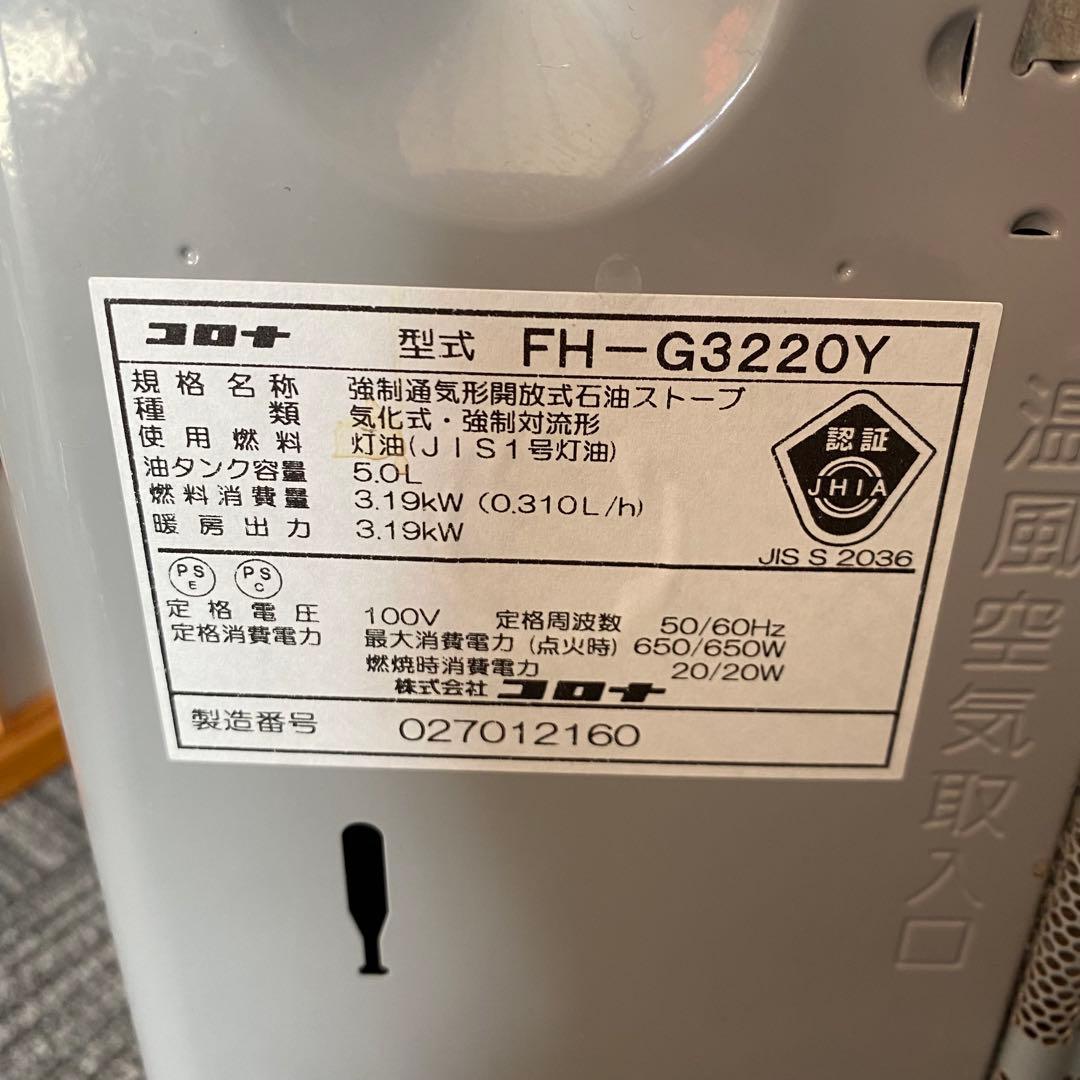 コロナ 型式 FH-G3220Y
規格名称 強制通気形開放式石油ストーブ
種類 気化式・強制対流形
使用燃料 灯油(JIS1号灯油)
油タンク容量 5.0L
燃料消費量 3.19kW (0.310L/h)
暖房出力 3.19kW
認証
JHIA
JIS S 2036
PS E PS C
定格電圧 100V 定格周波数 50/60Hz
定格消費電力 最大消費電力(点火時) 650/650W
燃焼時消費電力 20/20W
株式会社 コロナ
製造番号 027012160
温風空気取入口